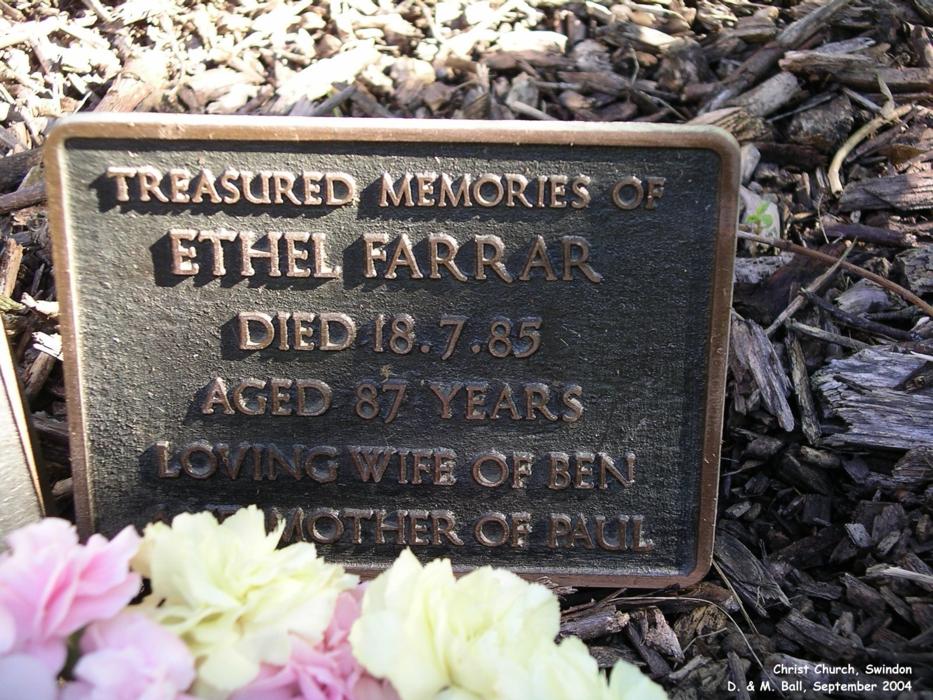 TREASURED MEMORIES OF
ETHEL FARRAR
DIED 18.7.85
AGED 87 YEARS
LOVING WIFE OF BEN
MOTHER OF PAUL
Christ Church, Swindon
D. & M. Ball, September 2004